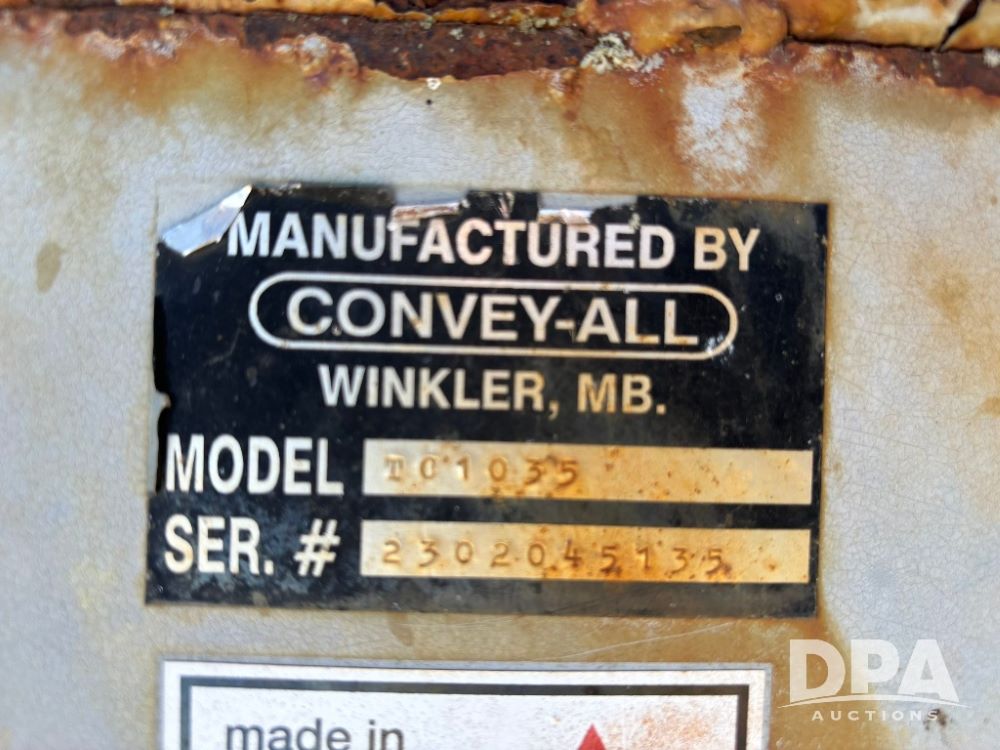 MANUFACTURED BY
CONVEY-ALL
WINKLER, MB.
MODEL TC1035
SER. # 2302045135
made in
DPA
AUCTIONS